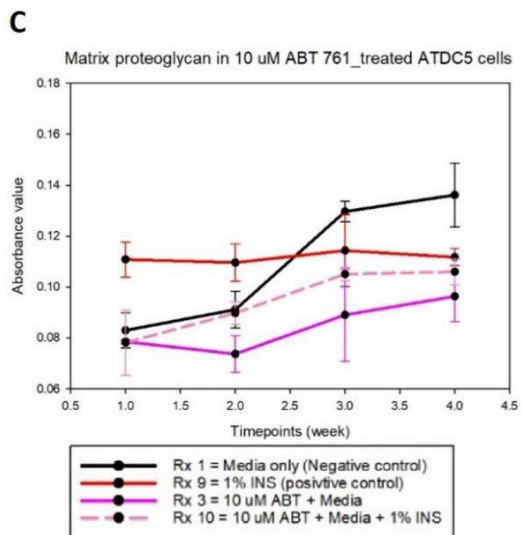 C
Matrix proteoglycan in 10 uM ABT 761_treated ATDC5 cells
Absorbance value
0.18
0.16
0.14
0.12
0.10
0.08
0.06
0.5 1.0 1.5 2.0 2.5 3.0 3.5 4.0 4.5
Timepoints (week)
Rx 1 = Media only (Negative control)
Rx 9 = 1% INS (posivtive control)
Rx 3 = 10 uM ABT + Media
Rx 10 = 10 uM ABT + Media + 1% INS